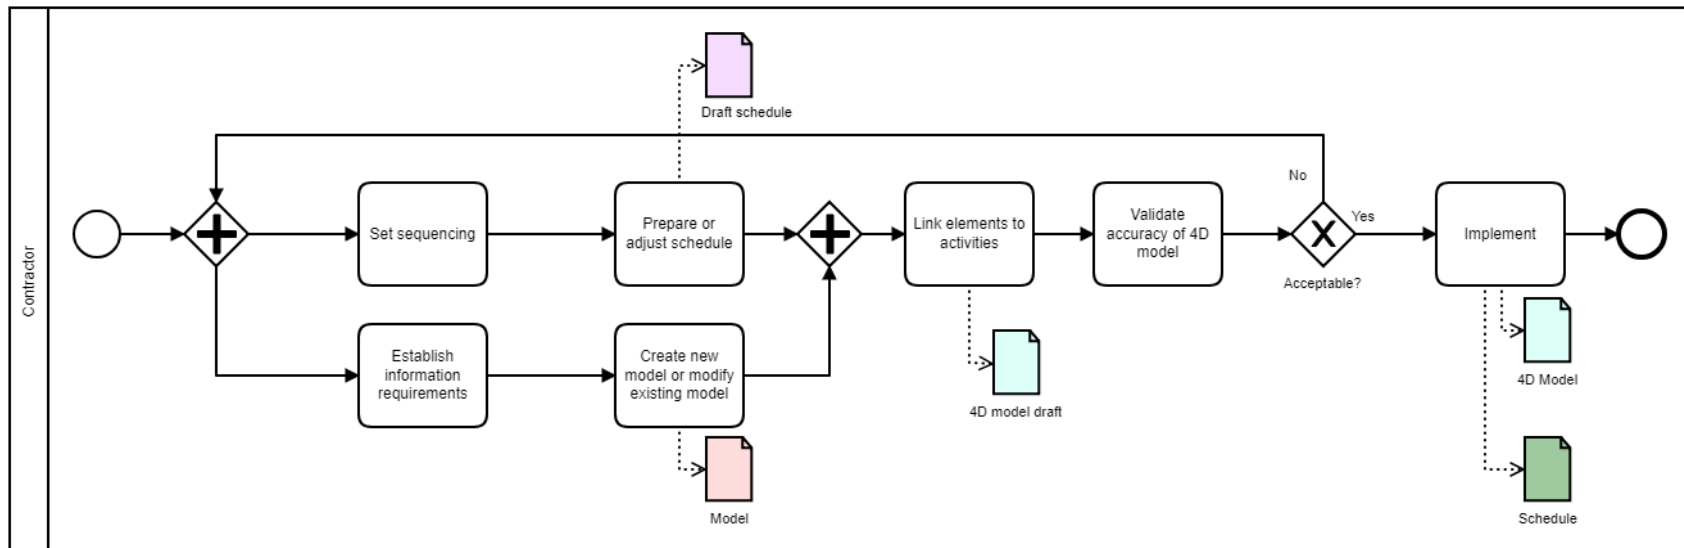 Contractor
Draft schedule
No
Set sequencing
Prepare or
adjust schedule
Link elements to
activities
Validate
accuracy of 4D
model
Yes
Acceptable?
Implement
Establish
information
requirements
Create new
model or modify
existing model
4D model draft
4D Model
Model
Schedule